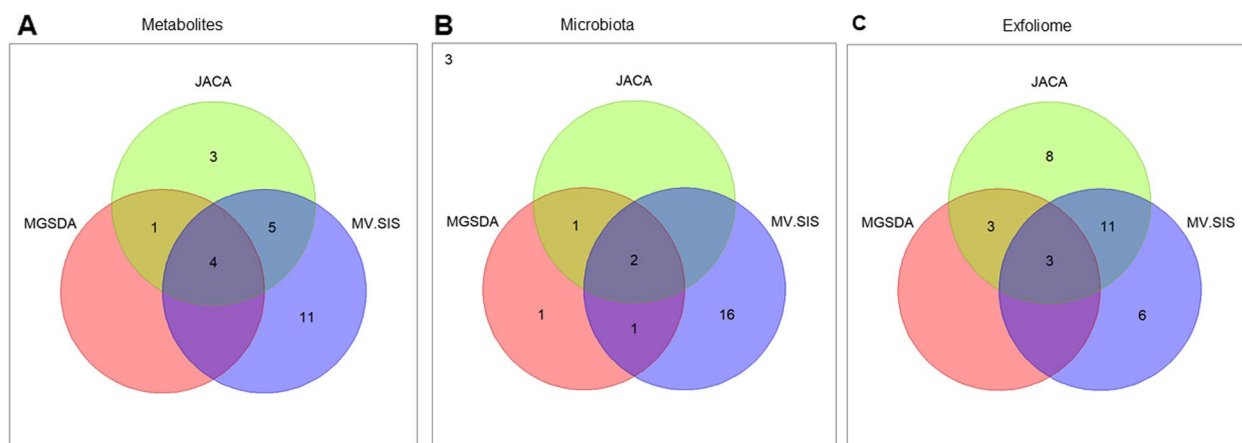 A Metabolites
JACA
3
MGSDA
1
5
MV.SIS
4
11
B Microbiota
3
JACA
MGSDA
1
MV.SIS
2
1
1
16
C Exfoliome
JACA
8
MGSDA
3
11
MV.SIS
3
6